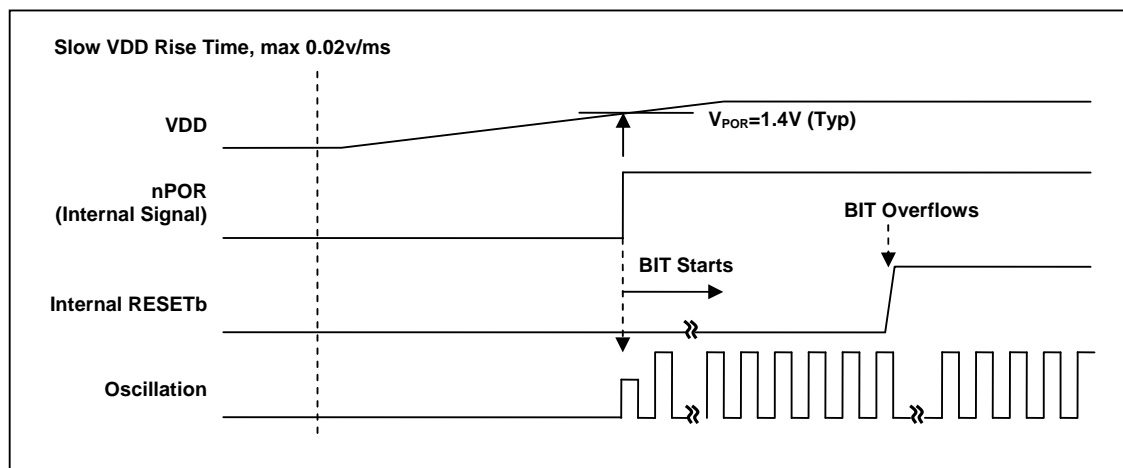 Slow VDD Rise Time, max 0.02v/ms
VDD
VPOR=1.4V (Typ)
nPOR
(Internal Signal)
BIT Overflows
BIT Starts
Internal RESETb
Oscillation